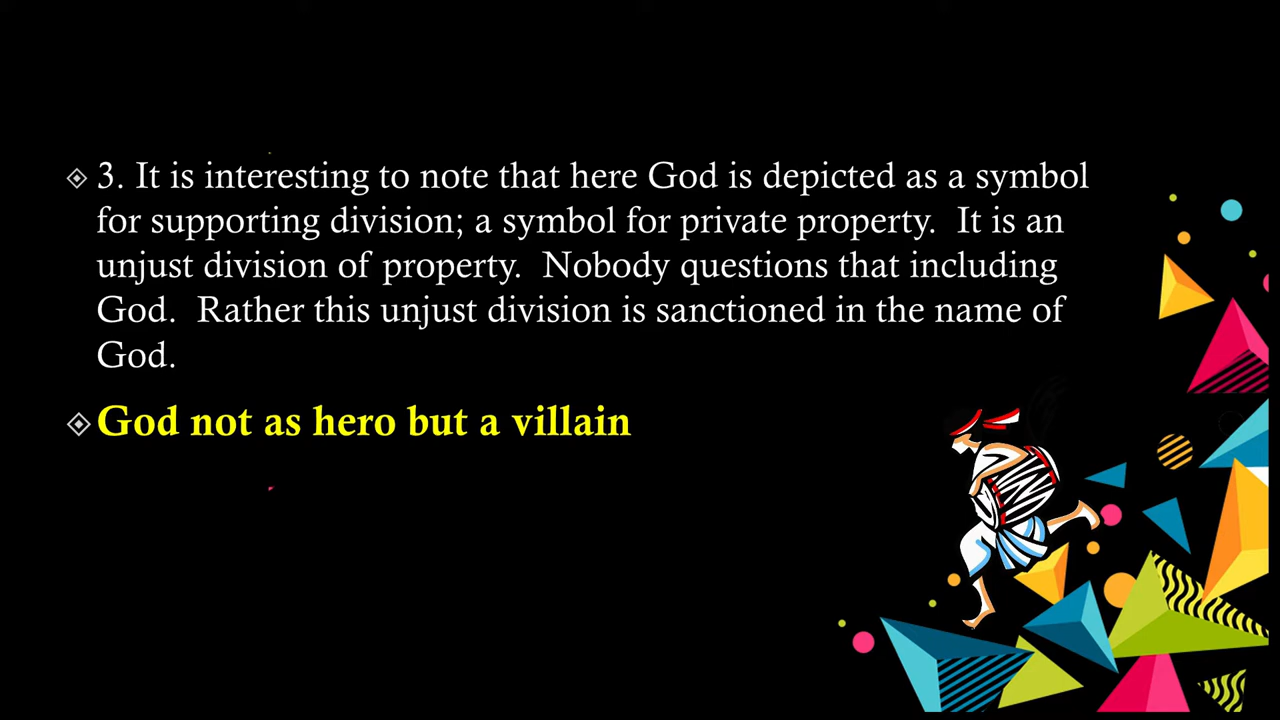 3. It is interesting to note that here God is depicted as a symbol
for supporting division; a symbol for private property.  It is an
unjust division of property.  Nobody questions that including
God.  Rather this unjust division is sanctioned in the name of
God.
God not as hero but a villain